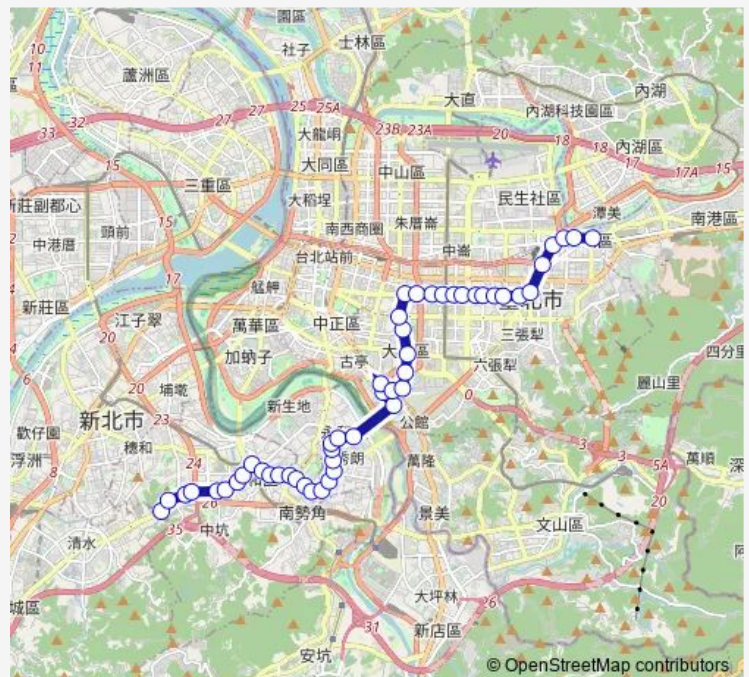 園區
士林區
10
11
社子
蘆洲區
內湖
大直
27
27
25
25A
內湖科技園區
32
33
大龍峒
23B
23A
20
18
18
內湖區
17
17A
15
15
大同區
中山區
三重區
民生社區
新莊副都心
大稻埕
潭美
15
朱厝崙
南港區
頭前
南西商圈
中港厝
中崙
台北站前
17
艋舺
新莊區
江子翠
萬華區
中正區
臺北市
三張犁
20
加蚋子
古亭
大
區
六張犁
四分里
埔墘
麗山里
20
新生地
0
新北市
23
公館
歡仔園
穗和
秀朗
3
浮洲
24
萬隆
5A
萬順
深
26
南勢角
20
35
中坑
景美
文山區
清水
城區
大坪林
26
31
新店區
安坑
© OpenStreetMap contributors